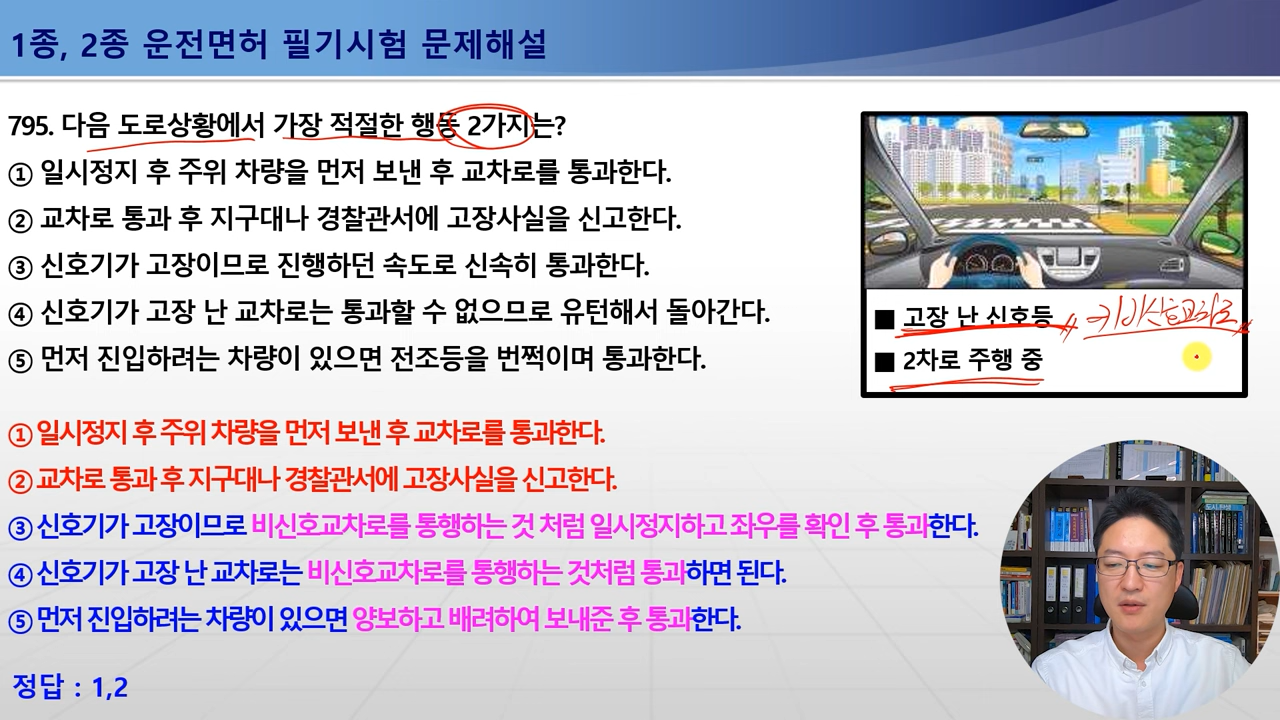 1종, 2종 운전면허 필기시험 문제해설
795. 다음 도로상황에서 가장 적절한 행동 2가지는?
① 일시정지 후 주위 차량을 먼저 보낸 후 교차로를 통과한다.
② 교차로 통과 후 지구대나 경찰관서에 고장사실을 신고한다.
③ 신호기가 고장이므로 진행하던 속도로 신속히 통과한다.
④ 신호기가 고장 난 교차로는 통과할 수 없으므로 유턴해서 돌아간다.
⑤ 먼저 진입하려는 차량이 있으면 전조등을 번쩍이며 통과한다.
■ 고장 난 신호등
■ 2차로 주행 중
① 일시정지 후 주위 차량을 먼저 보낸 후 교차로를 통과한다.
② 교차로 통과 후 지구대나 경찰관서에 고장사실을 신고한다.
③ 신호기가 고장이므로 비신호교차로를 통행하는 것 처럼 일시정지하고 좌우를 확인 후 통과한다.
④ 신호기가 고장 난 교차로는 비신호교차로를 통행하는 것처럼 통과하면 된다.
⑤ 먼저 진입하려는 차량이 있으면 양보하고 배려하여 보내준 후 통과한다.
정답 : 1,2